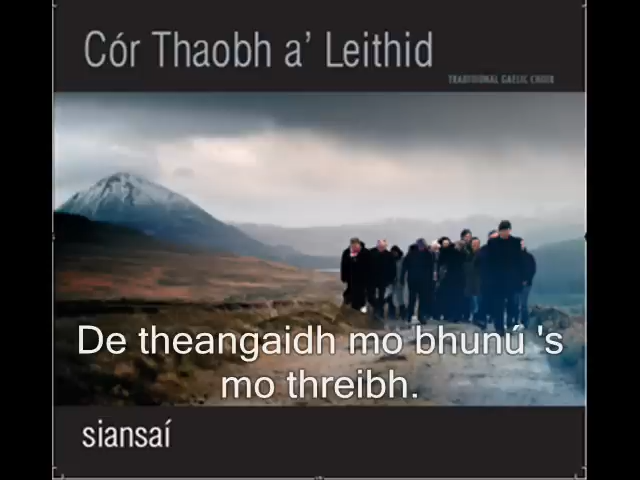 Cór Thaobh a' Leithid
TRADITIONAL GAELIC CHOIR
De theangaidh mo bhunú 's
mo threibh.
siansaí